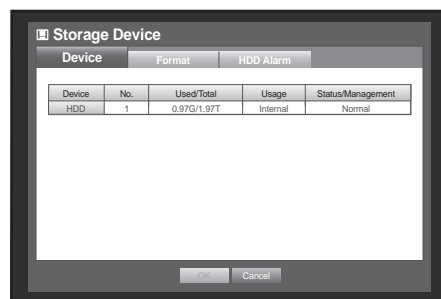 Storage Device
Device Format HDD Alarm
Device No. Used/Total Usage Status/Management
HDD 1 0.97G/1.97T Internal Normal
OK Cancel